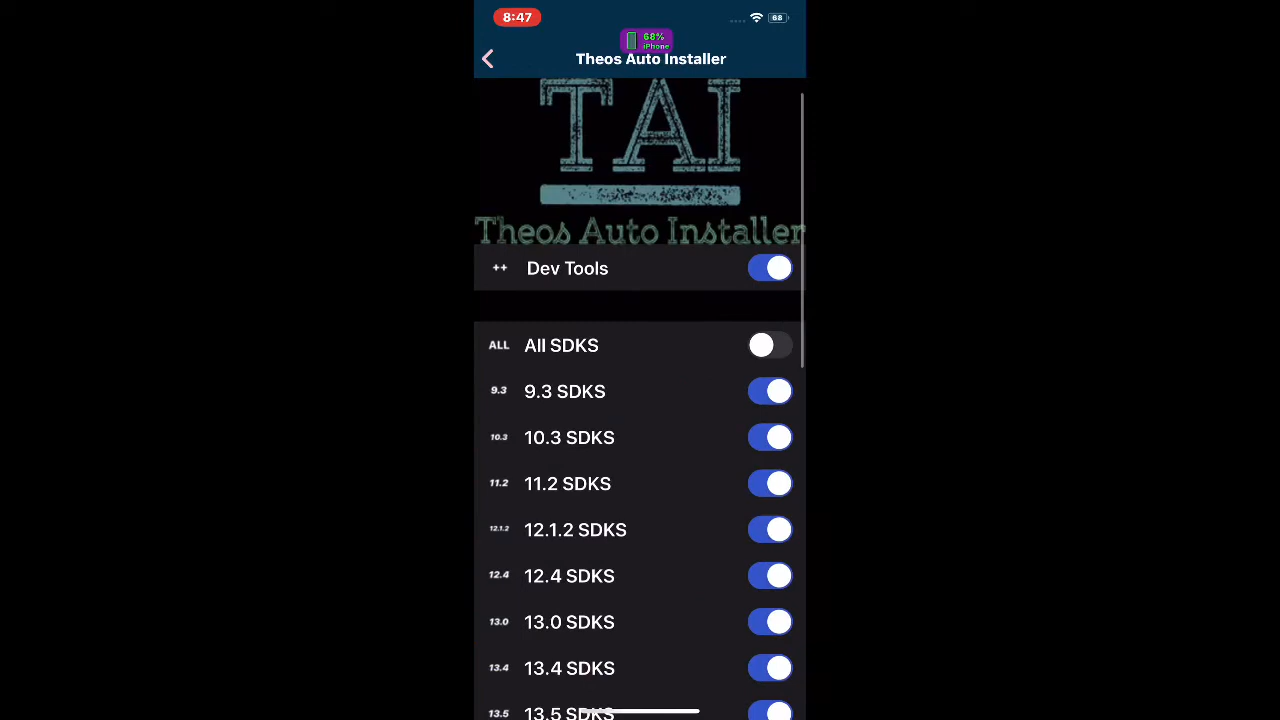 8:47
68
68%
iPhone
Theos Auto Installer
TAI
Theos Auto Installer
++ Dev Tools
ALL All SDKS
9.3 9.3 SDKS
10.3 10.3 SDKS
11.2 11.2 SDKS
12.1.2 12.1.2 SDKS
12.4 12.4 SDKS
13.0 13.0 SDKS
13.4 13.4 SDKS
13.5 13.5 SDKS